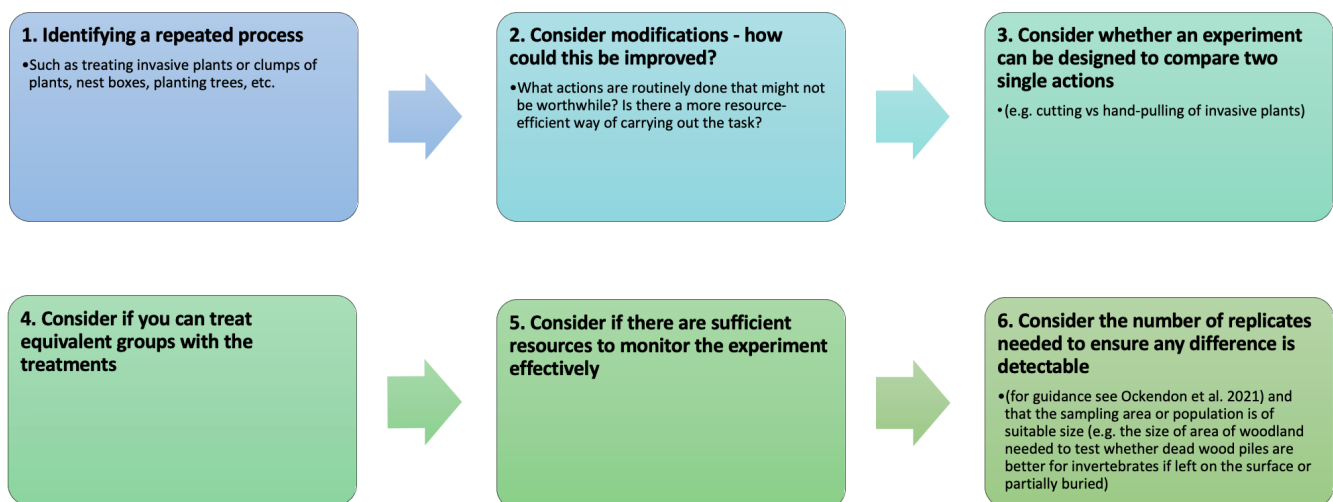 1. Identifying a repeated process
•Such as treating invasive plants or clumps of
plants, nest boxes, planting trees, etc.
2. Consider modifications - how
could this be improved?
•What actions are routinely done that might not
be worthwhile? Is there a more resource-
efficient way of carrying out the task?
3. Consider whether an experiment
can be designed to compare two
single actions
•(e.g. cutting vs hand-pulling of invasive plants)
4. Consider if you can treat
equivalent groups with the
treatments
5. Consider if there are sufficient
resources to monitor the experiment
effectively
6. Consider the number of replicates
needed to ensure any difference is
detectable
•(for guidance see Ockendon et al. 2021) and
that the sampling area or population is of
suitable size (e.g. the size of area of woodland
needed to test whether dead wood piles are
better for invertebrates if left on the surface or
partially buried)